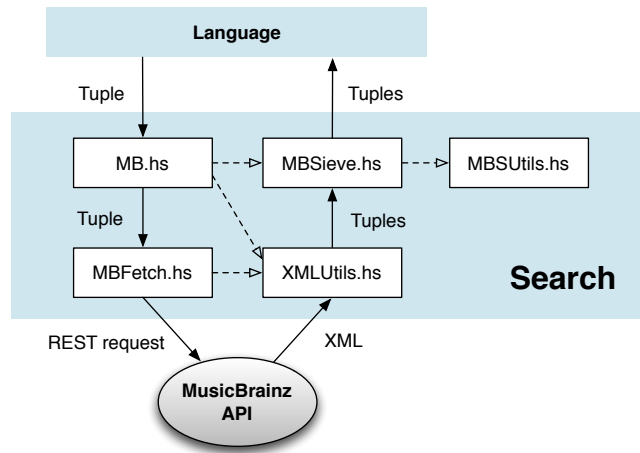 Language
Tuple
Tuples
MB.hs
MBSieve.hs
MBSUtils.hs
Tuple
Tuples
MBFetch.hs
XMLUtils.hs
Search
REST request
XML
MusicBrainz
API